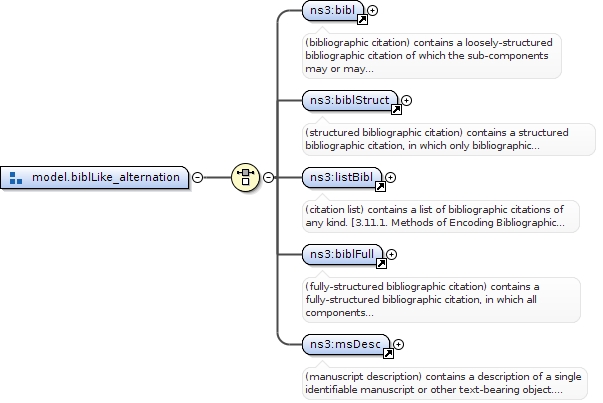 ns3:bibl
(bibliographic citation) contains a loosely-structured
bibliographic citation of which the sub-components
may or may...
ns3:biblStruct
(structured bibliographic citation) contains a structured
bibliographic citation, in which only bibliographic...
model.biblLike_alternation
ns3:listBibl
(citation list) contains a list of bibliographic citations of
any kind. [3.11.1. Methods of Encoding Bibliographic...
ns3:biblFull
(fully-structured bibliographic citation) contains a
fully-structured bibliographic citation, in which all
components...
ns3:msDesc
(manuscript description) contains a description of a single
identifiable manuscript or other text-bearing object....